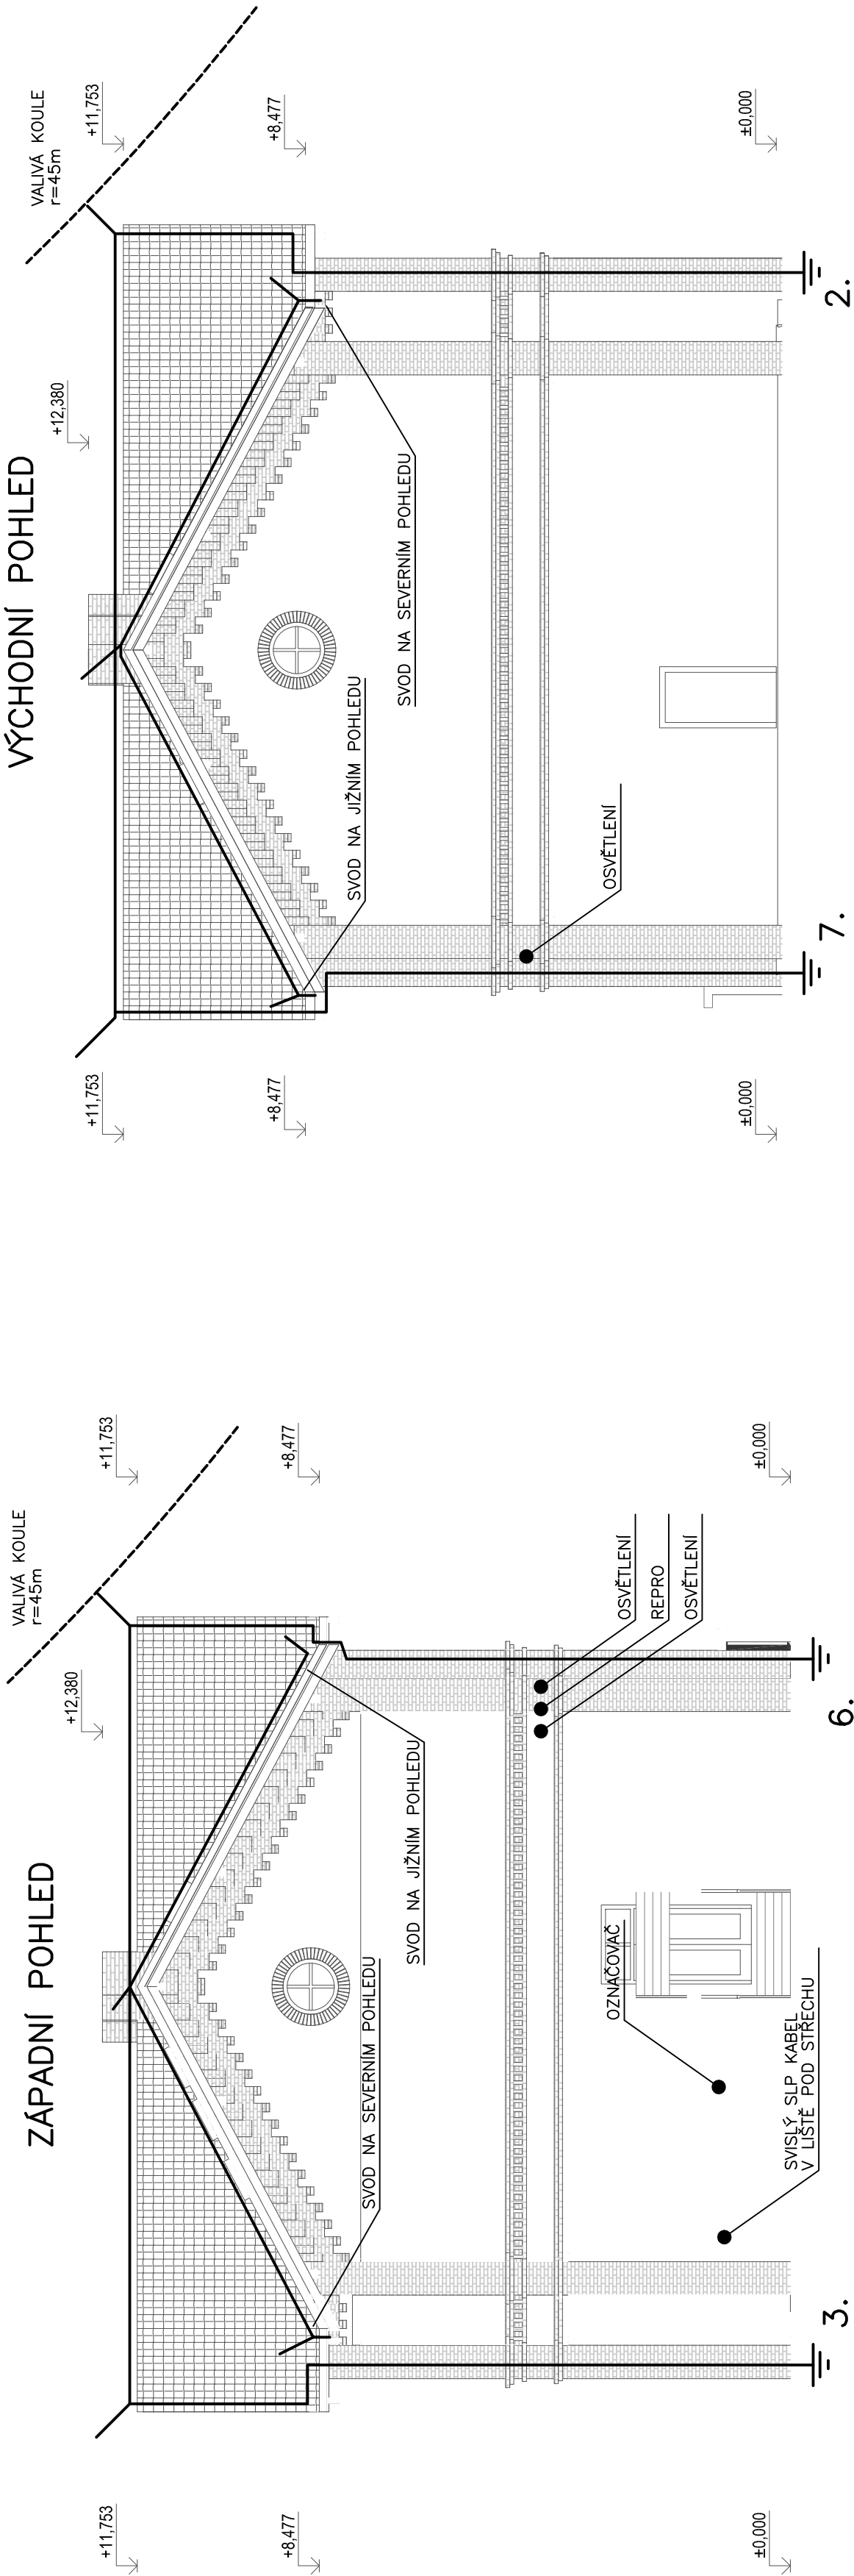 ZÁPADNÍ POHLED
VALIVÁ KOULE
r=45m
+11,753
+12,380
+11,753
+8,477
+8,477
SVOD NA SEVERNÍM POHLEDU
SVOD NA JIŽNÍM POHLEDU
OSVĚTLENÍ
REPRO
OSVĚTLENÍ
OZNAČOVAČ
SVISLÝ SLP KABEL
V LIŠTĚ POD STŘECHU
±0,000
±0,000
3.
6.
VÝCHODNÍ POHLED
VALIVÁ KOULE
r=45m
+11,753
+12,380
+11,753
+8,477
+8,477
SVOD NA JIŽNÍM POHLEDU
SVOD NA SEVERNÍM POHLEDU
OSVĚTLENÍ
±0,000
±0,000
7.
2.